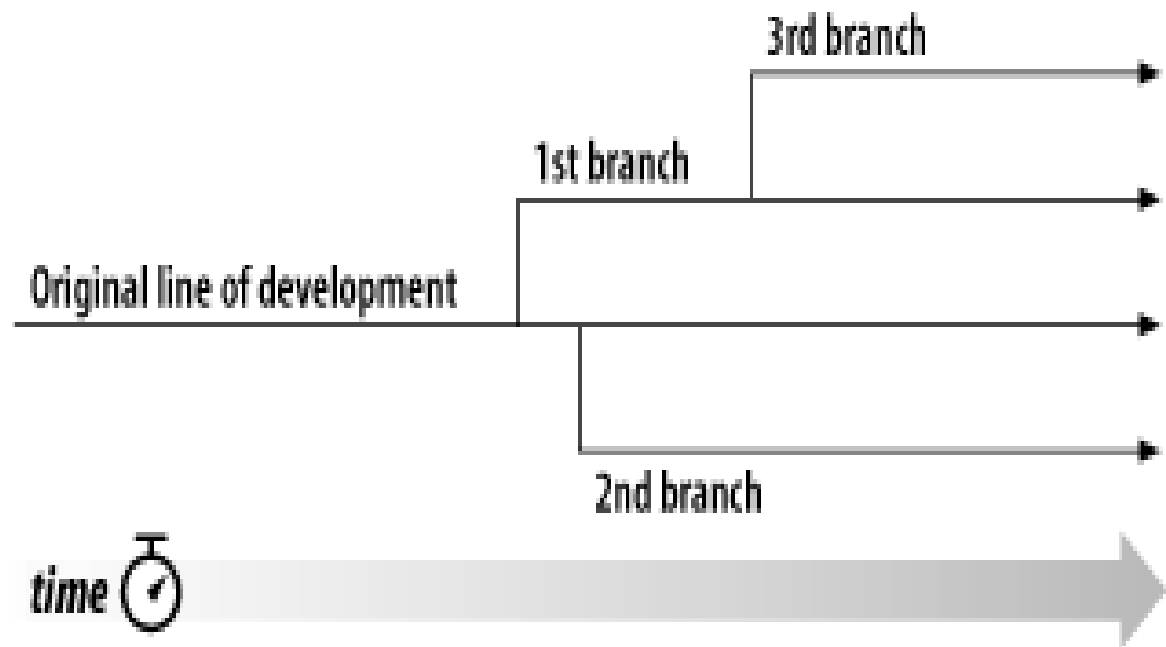 3rd branch
1st branch
Original line of development
2nd branch
time